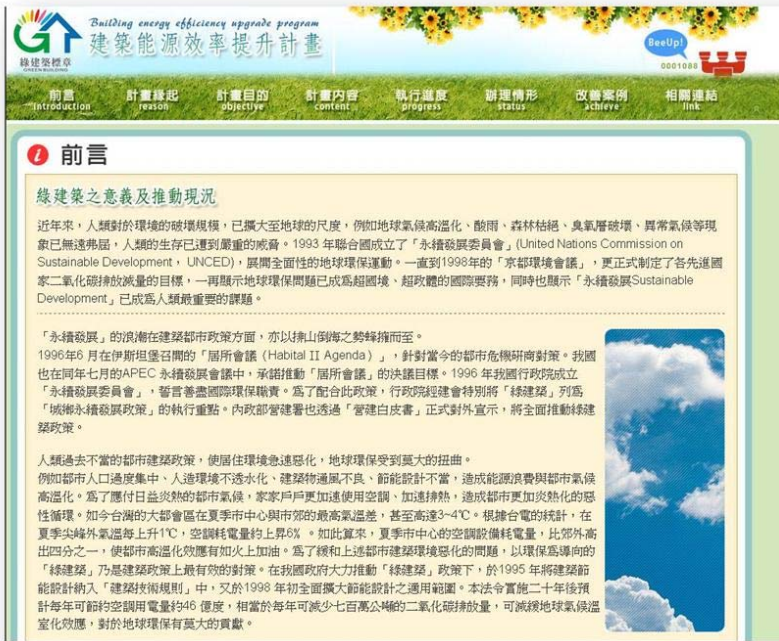 Building energy efficiency upgrade program
建築能源效率提升計畫
綠建築標章
GREEN BUILDING
BeeUp!
0001088
前言 計畫緣起 計畫目的 計畫內容 執行進度 辦理情形 改善案例 相關連結
introduction reason objective content progress status achieve link
前言
綠建築之意義及推動現況
近年來，人類對於環境的破壞規模，已擴大至地球的尺度，例如地球氣候高溫化、酸雨、森林枯絕、臭氧層破壞、異常氣候等現
象已無遠弗屆，人類的生存已遭到嚴重的威脅。1993 年聯合國成立了「永續發展委員會」(United Nations Commission on
Sustainable Development， UNCED)，展開全面性的地球環保運動。一直到1998年的「京都環境會議」，更正式制定了各先進國
家二氧化碳排放減量的目標，一再顯示地球環保問題已成為超國境、超政體的國際要務，同時也顯示「永續發展Sustainable
Development」已成為人類最重要的課題。
「永續發展」的浪潮在建築都市政策方面，亦以排山倒海之勢蜂擁而至。
1996年6 月在伊斯坦堡召開的「居所會議（Habital II Agenda）」，針對當今的都市危機研商對策。我國
也在同年七月的APEC 永續發展會議中，承諾推動「居所會議」的決議目標。1996 年我國行政院成立
「永續發展委員會」，誓言善盡國際環保職責。為了配合此政策，行政院經建會特別將「綠建築」列為
「城鄉永續發展政策」的執行重點。內政部營建署也透過「營建白皮書」正式對外宣示，將全面推動綠建
築政策。
人類過去不當的都市建築政策，使居住環境急速惡化，地球環保受到莫大的扭曲。
例如都市人口過度集中、人造環境不透水化、建築物通風不良、節能設計不當，造成能源浪費與都市氣候
高溫化。為了應付日益炎熱的都市氣候，家家戶戶更加速使用空調、加速排熱，造成都市更加炎熱化的惡
性循環。如今台灣的大都會區在夏季市中心與市郊的最高氣溫差，甚至高達3~4℃。根據台電的統計，在
夏季尖峰外氣溫每上升1℃，空調耗電量約上昇6% 。如此算來，夏季市中心的空調設備耗電量，比郊外高
出四分之一，使都市高溫化效應有如火上加油。為了緩和上述都市建築環境惡化的問題，以環保為導向的
「綠建築」乃是建築政策上最有效的對策。在我國政府大力推動「綠建築」政策下，於1995 年將建築節
能設計納入「建築技術規則」中，又於1998 年初全面擴大節能設計之適用範圍。本法令實施二十年後預
計每年可節約空調用電量約46 億度，相當於每年可減少七百萬公噸的二氧化碳排放量，可減緩地球氣候溫
室化效應，對於地球環保有莫大的貢獻。